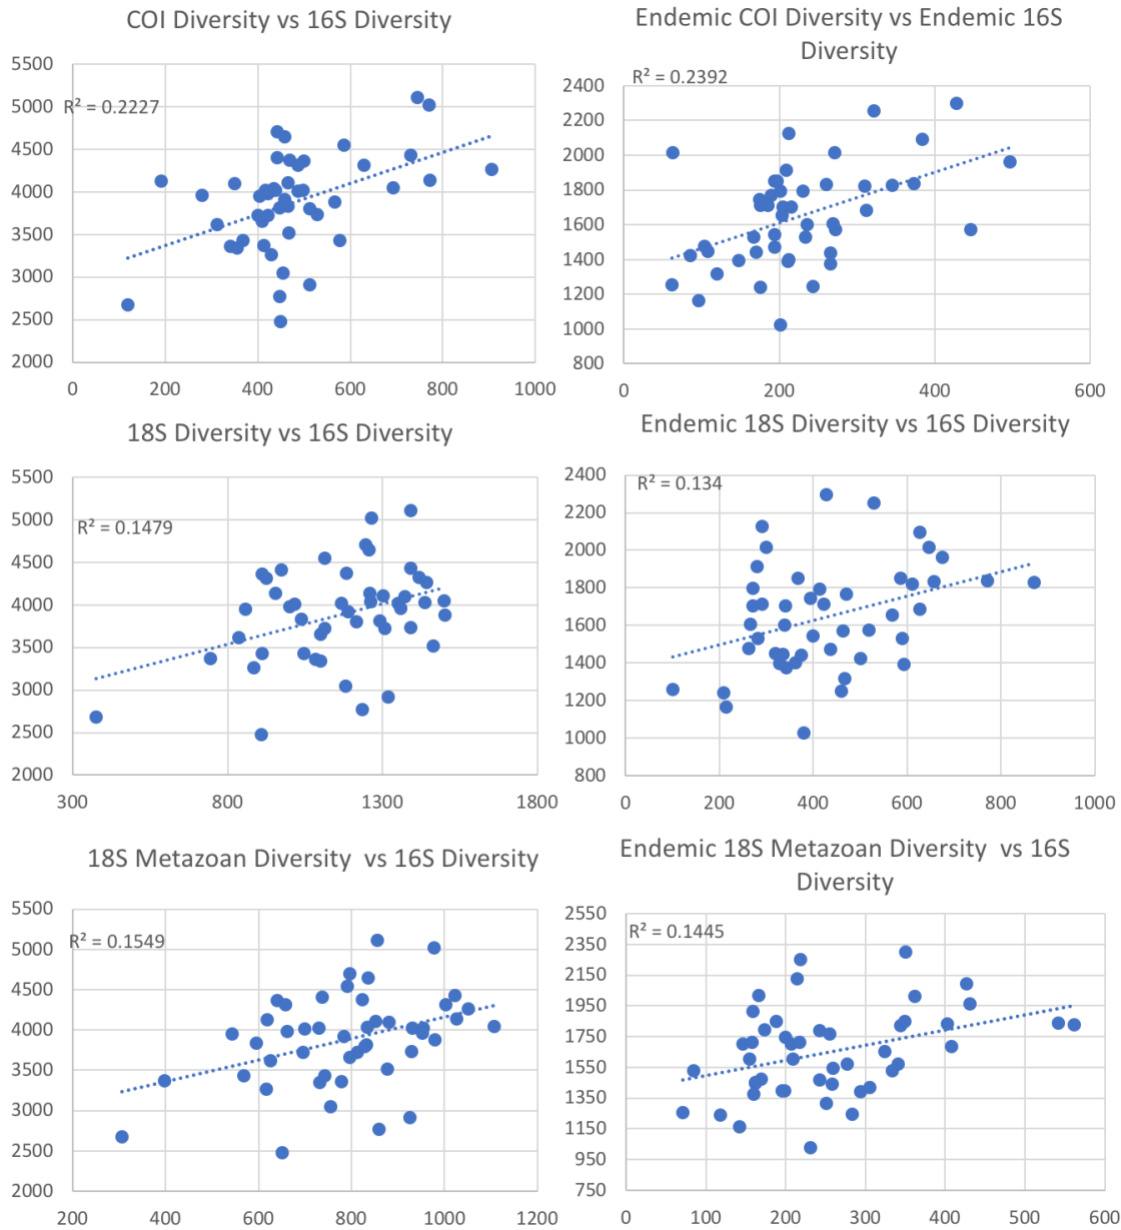 COI Diversity vs 16S Diversity
R² = 0.2227
5500
5000
4500
4000
3500
3000
2500
2000
0 200 400 600 800 1000
Endemic COI Diversity vs Endemic 16S
Diversity
R² = 0.2392
2400
2200
2000
1800
1600
1400
1200
1000
800
0 200 400 600
18S Diversity vs 16S Diversity
R² = 0.1479
5500
5000
4500
4000
3500
3000
2500
2000
300 800 1300 1800
Endemic 18S Diversity vs 16S Diversity
R² = 0.134
2400
2200
2000
1800
1600
1400
1200
1000
800
0 200 400 600 800 1000
18S Metazoan Diversity vs 16S Diversity
R² = 0.1549
5500
5000
4500
4000
3500
3000
2500
2000
200 400 600 800 1000 1200
Endemic 18S Metazoan Diversity vs 16S
Diversity
R² = 0.1445
2550
2350
2150
1950
1750
1550
1350
1150
950
750
0 100 200 300 400 500 600